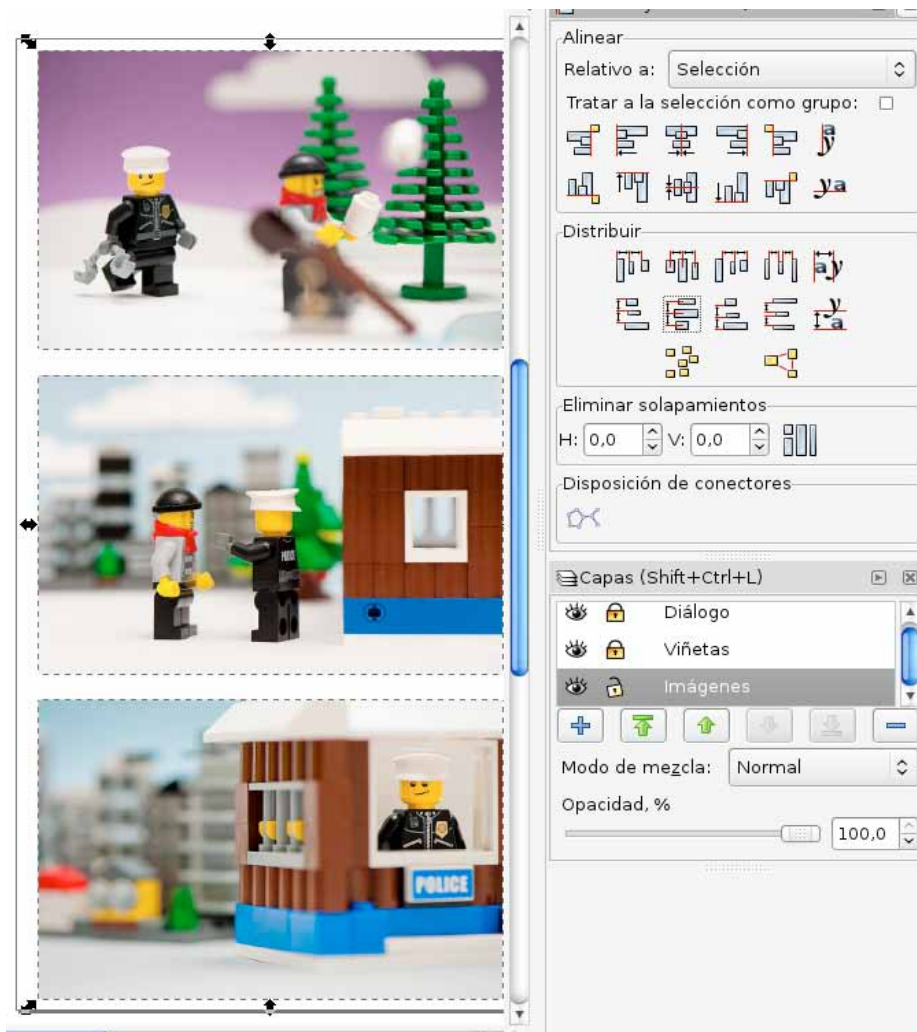 Alinear
Relativo a: Selección
Tratar a la selección como grupo:
Distribuir
Eliminar solapamientos
H: 0,0 V: 0,0
Disposición de conectores
Capas (Shift+Ctrl+L)
Diálogo
Viñetas
Imágenes
Modo de mezcla: Normal
Opacidad, %
100,0
POLICE
POLICE